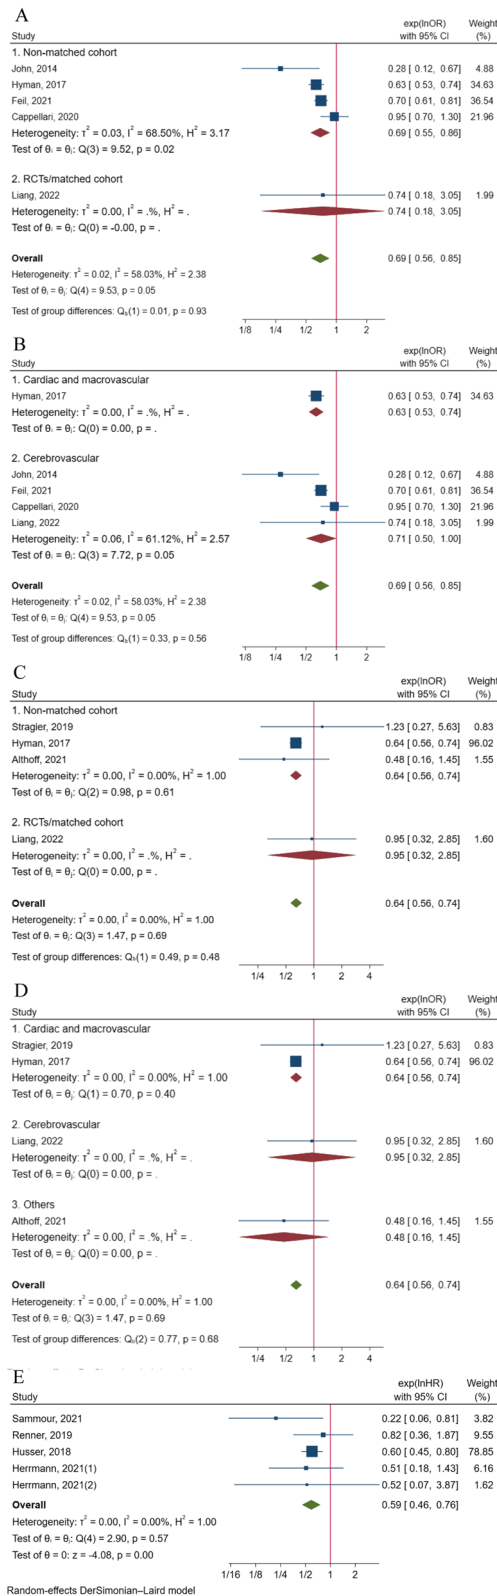 A
exp(lnOR) Weight
Study with 95% CI (%)
1. Non-matched cohort
John, 2014 0.28 [ 0.12, 0.67] 4.88
Hyman, 2017 0.63 [ 0.53, 0.74] 34.63
Feil, 2021 0.70 [ 0.61, 0.81] 36.54
Cappellari, 2020 0.95 [ 0.70, 1.30] 21.96
Heterogeneity: τ² = 0.03, I² = 68.50%, H² = 3.17 0.69 [ 0.55, 0.86]
Test of θᵢ = θⱼ: Q(3) = 9.52, p = 0.02
2. RCTs/matched cohort
Liang, 2022 0.74 [ 0.18, 3.05] 1.99
Heterogeneity: τ² = 0.00, I² = .%, H² = . 0.74 [ 0.18, 3.05]
Test of θᵢ = θⱼ: Q(0) = -0.00, p = .
Overall 0.69 [ 0.56, 0.85]
Heterogeneity: τ² = 0.02, I² = 58.03%, H² = 2.38
Test of θᵢ = θⱼ: Q(4) = 9.53, p = 0.05
Test of group differences: Qb(1) = 0.01, p = 0.93
1/8 1/4 1/2 1 2
B
exp(lnOR) Weight
Study with 95% CI (%)
1. Cardiac and macrovascular
Hyman, 2017 0.63 [ 0.53, 0.74] 34.63
Heterogeneity: τ² = 0.00, I² = .%, H² = . 0.63 [ 0.53, 0.74]
Test of θᵢ = θⱼ: Q(0) = 0.00, p = .
2. Cerebrovascular
John, 2014 0.28 [ 0.12, 0.67] 4.88
Feil, 2021 0.70 [ 0.61, 0.81] 36.54
Cappellari, 2020 0.95 [ 0.70, 1.30] 21.96
Liang, 2022 0.74 [ 0.18, 3.05] 1.99
Heterogeneity: τ² = 0.06, I² = 61.12%, H² = 2.57 0.71 [ 0.50, 1.00]
Test of θᵢ = θⱼ: Q(3) = 7.72, p = 0.05
Overall 0.69 [ 0.56, 0.85]
Heterogeneity: τ² = 0.02, I² = 58.03%, H² = 2.38
Test of θᵢ = θⱼ: Q(4) = 9.53, p = 0.05
Test of group differences: Qb(1) = 0.33, p = 0.56
1/8 1/4 1/2 1 2
C
exp(lnOR) Weight
Study with 95% CI (%)
1. Non-matched cohort
Stragier, 2019 1.23 [ 0.27, 5.63] 0.83
Hyman, 2017 0.64 [ 0.56, 0.74] 96.02
Althoff, 2021 0.48 [ 0.16, 1.45] 1.55
Heterogeneity: τ² = 0.00, I² = 0.00%, H² = 1.00 0.64 [ 0.56, 0.74]
Test of θᵢ = θⱼ: Q(2) = 0.98, p = 0.61
2. RCTs/matched cohort
Liang, 2022 0.95 [ 0.32, 2.85] 1.60
Heterogeneity: τ² = 0.00, I² = .%, H² = . 0.95 [ 0.32, 2.85]
Test of θᵢ = θⱼ: Q(0) = 0.00, p = .
Overall 0.64 [ 0.56, 0.74]
Heterogeneity: τ² = 0.00, I² = 0.00%, H² = 1.00
Test of θᵢ = θⱼ: Q(3) = 1.47, p = 0.69
Test of group differences: Qb(1) = 0.49, p = 0.48
1/4 1/2 1 2 4
D
exp(lnOR) Weight
Study with 95% CI (%)
1. Cardiac and macrovascular
Stragier, 2019 1.23 [ 0.27, 5.63] 0.83
Hyman, 2017 0.64 [ 0.56, 0.74] 96.02
Heterogeneity: τ² = 0.00, I² = 0.00%, H² = 1.00 0.64 [ 0.56, 0.74]
Test of θᵢ = θⱼ: Q(1) = 0.70, p = 0.40
2. Cerebrovascular
Liang, 2022 0.95 [ 0.32, 2.85] 1.60
Heterogeneity: τ² = 0.00, I² = .%, H² = . 0.95 [ 0.32, 2.85]
Test of θᵢ = θⱼ: Q(0) = 0.00, p = .
3. Others
Althoff, 2021 0.48 [ 0.16, 1.45] 1.55
Heterogeneity: τ² = 0.00, I² = .%, H² = . 0.48 [ 0.16, 1.45]
Test of θᵢ = θⱼ: Q(0) = 0.00, p = .
Overall 0.64 [ 0.56, 0.74]
Heterogeneity: τ² = 0.00, I² = 0.00%, H² = 1.00
Test of θᵢ = θⱼ: Q(3) = 1.47, p = 0.69
Test of group differences: Qb(2) = 0.77, p = 0.68
1/4 1/2 1 2 4
E
exp(lnHR) Weight
Study with 95% CI (%)
Sammour, 2021 0.22 [ 0.06, 0.81] 3.82
Renner, 2019 0.82 [ 0.36, 1.87] 9.55
Husser, 2018 0.60 [ 0.45, 0.80] 78.85
Herrmann, 2021(1) 0.51 [ 0.18, 1.43] 6.16
Herrmann, 2021(2) 0.52 [ 0.07, 3.87] 1.62
Overall 0.59 [ 0.46, 0.76]
Heterogeneity: τ² = 0.00, I² = 0.00%, H² = 1.00
Test of θᵢ = θⱼ: Q(4) = 2.90, p = 0.57
Test of θ = 0: z = -4.08, p = 0.00
1/16 1/8 1/4 1/2 1 2
Random-effects DerSimonian–Laird model